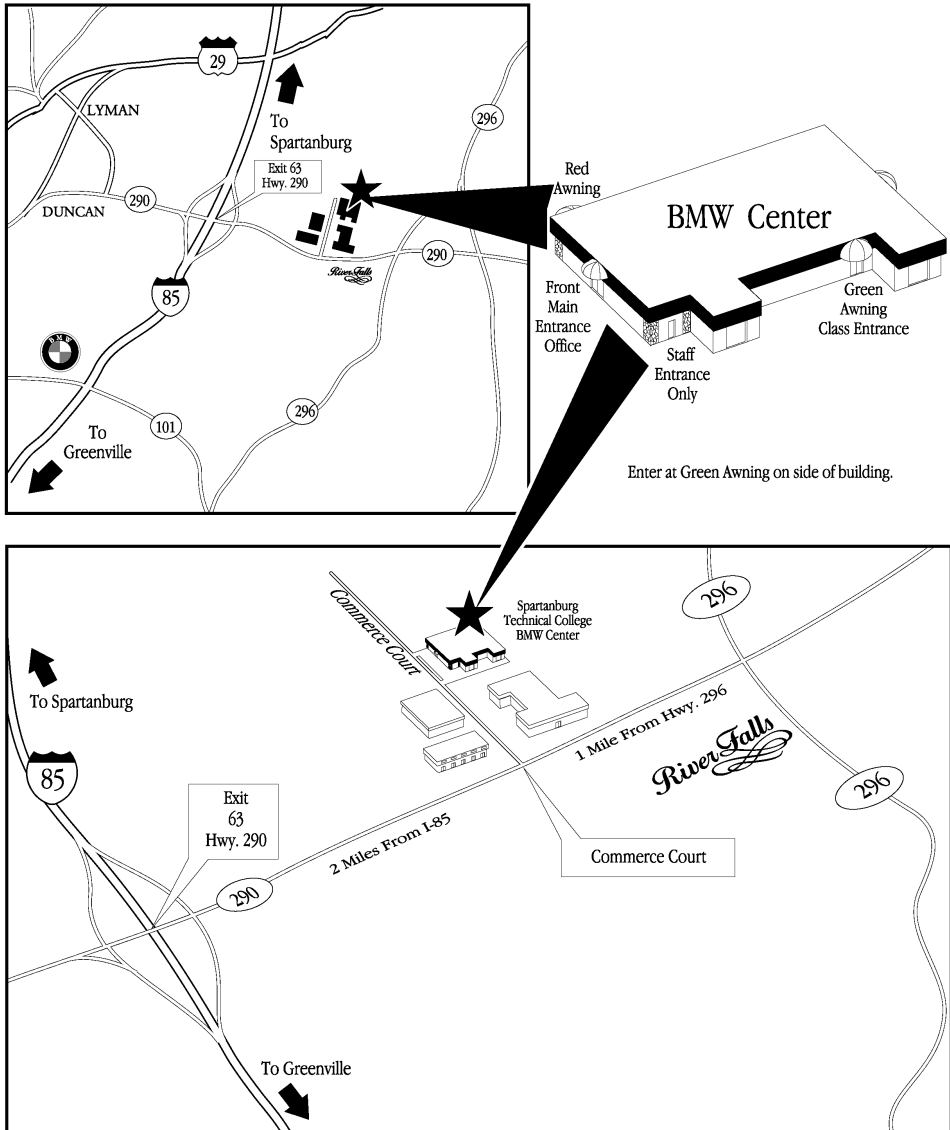 29
LYMAN
296
To
Spartanburg
Exit 63
Hwy. 290
290
DUNCAN
290
River Falls
85
BMW
101
296
To
Greenville
Red
Awning
BMW Center
Front
Main
Entrance
Office
Green
Awning
Class Entrance
Staff
Entrance
Only
Enter at Green Awning on side of building.
Commerce Court
Spartanburg
Technical College
BMW Center
296
To Spartanburg
1 Mile From Hwy. 296
River Falls
85
296
Exit
63
Hwy. 290
2 Miles From I-85
Commerce Court
290
To Greenville